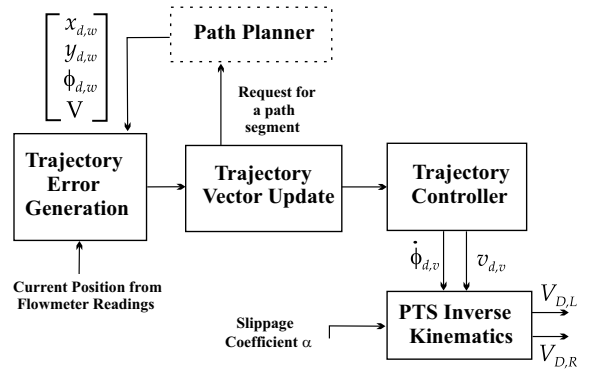 x_{d,w}
y_{d,w}
ϕ_{d,w}
V
Path Planner
Request for
a path
segment
Trajectory
Error
Generation
Trajectory
Vector Update
Trajectory
Controller
Current Position from
Flowmeter Readings
ϕ̇_{d,v}
v_{d,v}
Slippage
Coefficient α
PTS Inverse
Kinematics
V_{D,L}
V_{D,R}